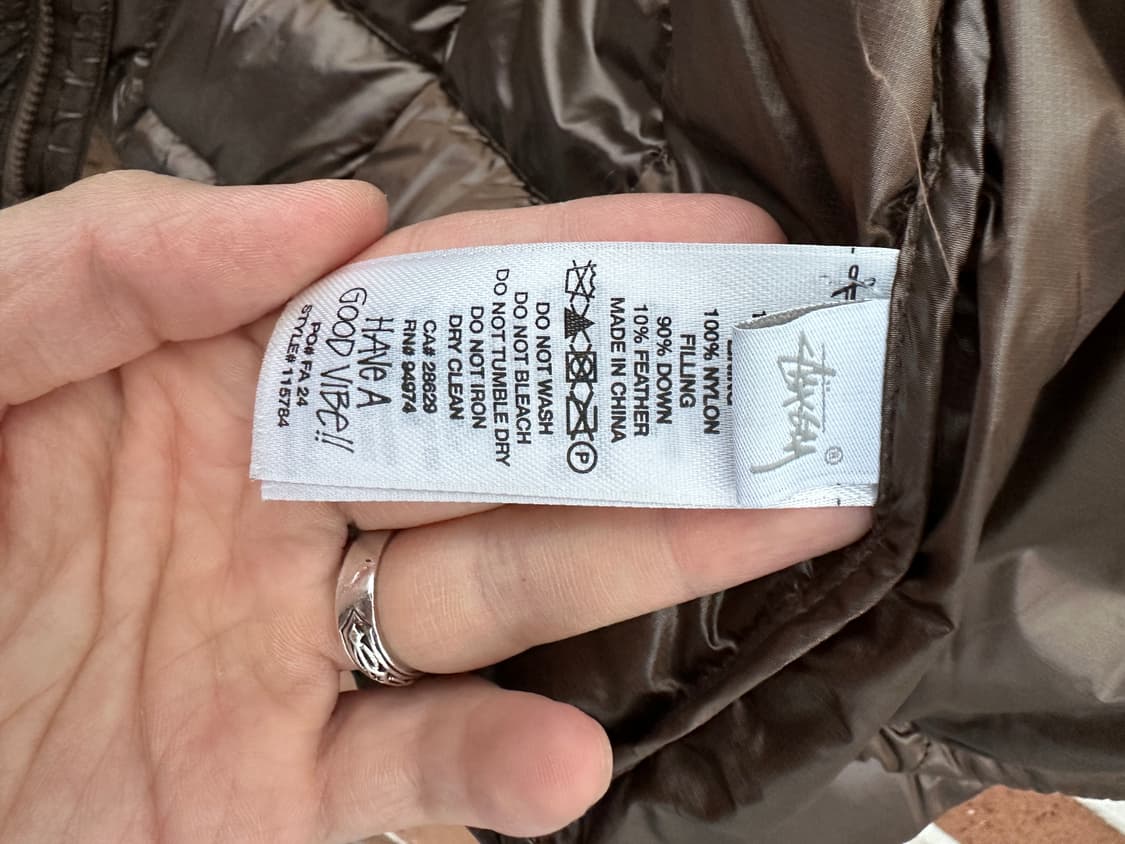 STÜSSY
®
100% NYLON
FILLING
90% DOWN
10% FEATHER
MADE IN CHINA
P
DO NOT WASH
DO NOT BLEACH
DO NOT TUMBLE DRY
DO NOT IRON
DRY CLEAN
CA# 28629
RN# 94974
HAVE A
GOOD VIBE!!
PO# FA 24
STYLE# 115784